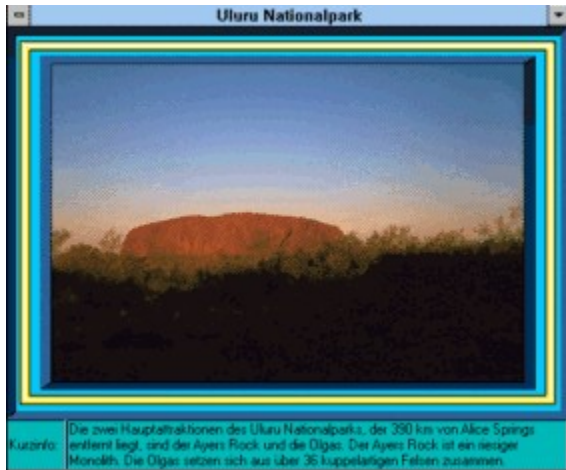 Uluru Nationalpark
Die zwei Hauptattraktionen des Uluru Nationalparks, der 390 km von Alice Springs
Kurzinfo: entfernt liegt, sind der Ayers Rock und die Olgas. Der Ayers Rock ist ein riesiger
Monolith. Die Olgas setzen sich aus über 36 kuppelartigen Felsen zusammen.